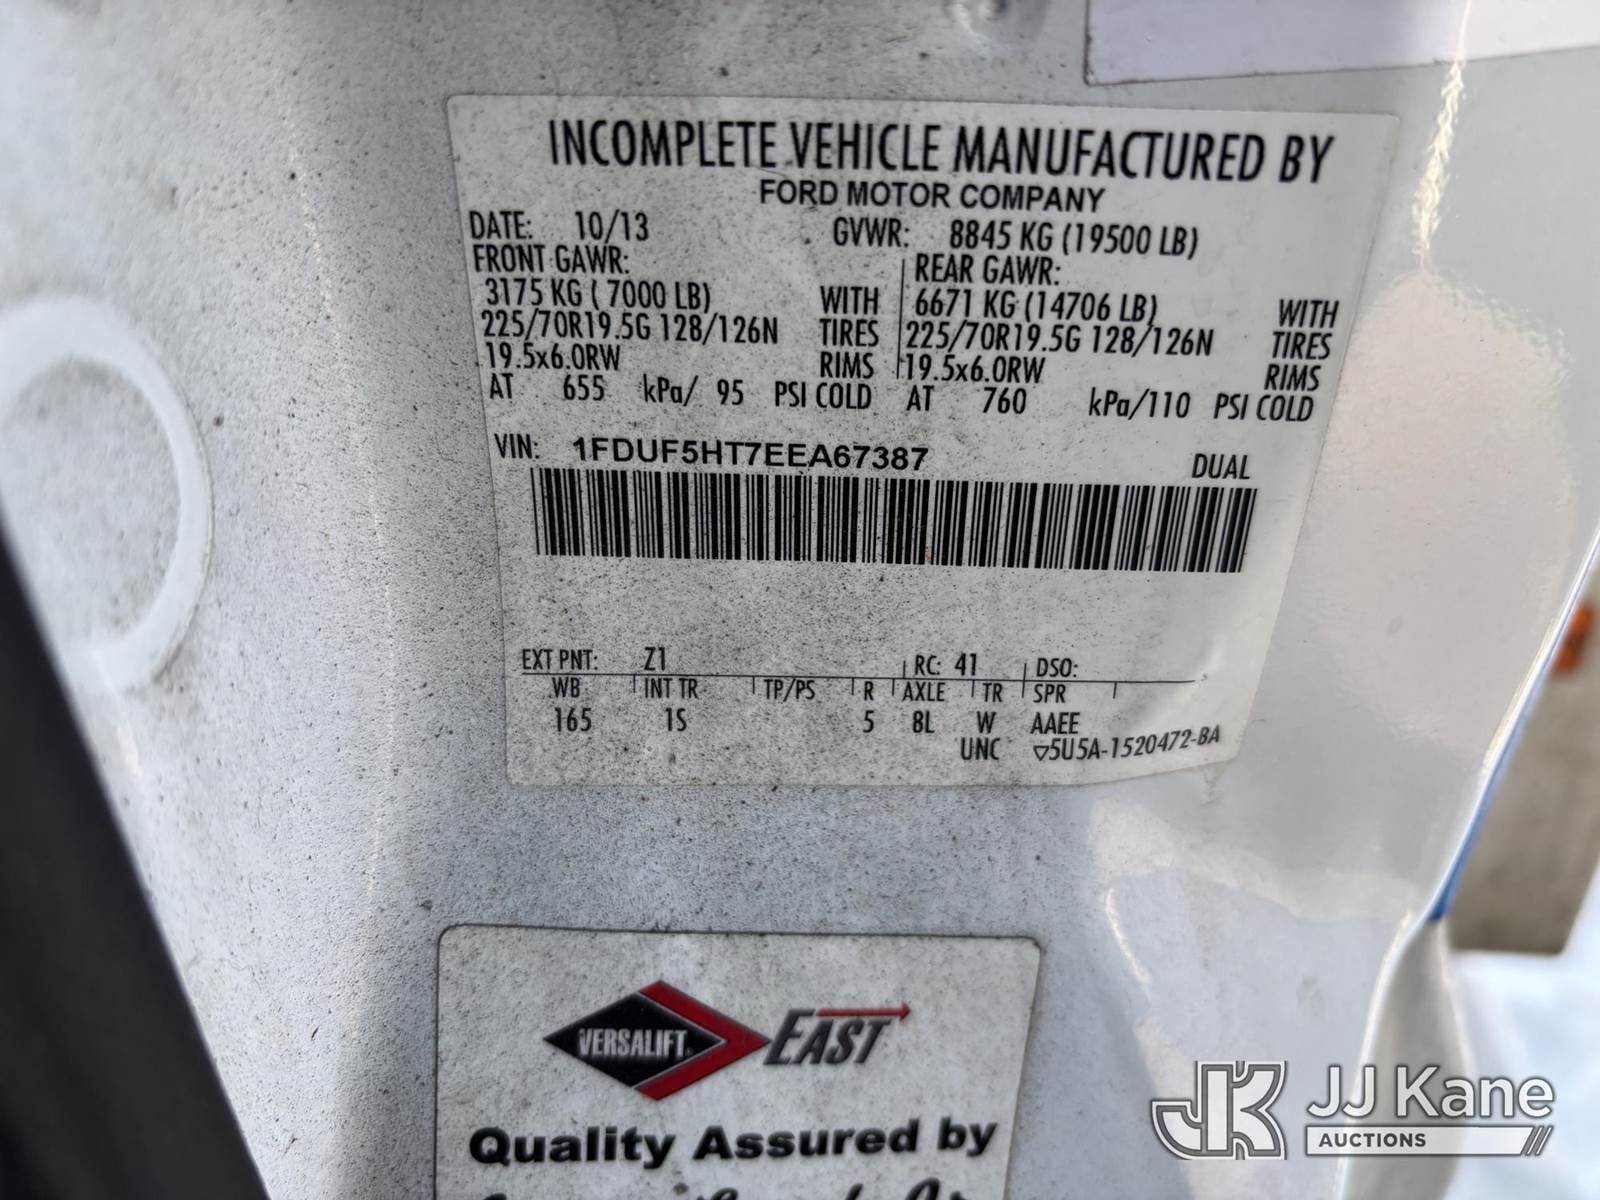 INCOMPLETE VEHICLE MANUFACTURED BY
FORD MOTOR COMPANY
DATE: 10/13 GVWR: 8845 KG (19500 LB)
FRONT GAWR: REAR GAWR:
3175 KG ( 7000 LB) WITH 6671 KG (14706 LB) WITH
225/70R19.5G 128/126N TIRES 225/70R19.5G 128/126N TIRES
19.5x6.0RW RIMS 19.5x6.0RW RIMS
AT 655 kPa/ 95 PSI COLD AT 760 kPa/110 PSI COLD
VIN: 1FDUF5HT7EEA67387 DUAL
EXT PNT: Z1 RC: 41 DSO:
WB INT TR TP/PS R AXLE TR SPR
165 1S 5 8L W AAEE
UNC ▽5U5A-1520472-BA
VERSALIFT EAST
Quality Assured by
JK JJ Kane
AUCTIONS